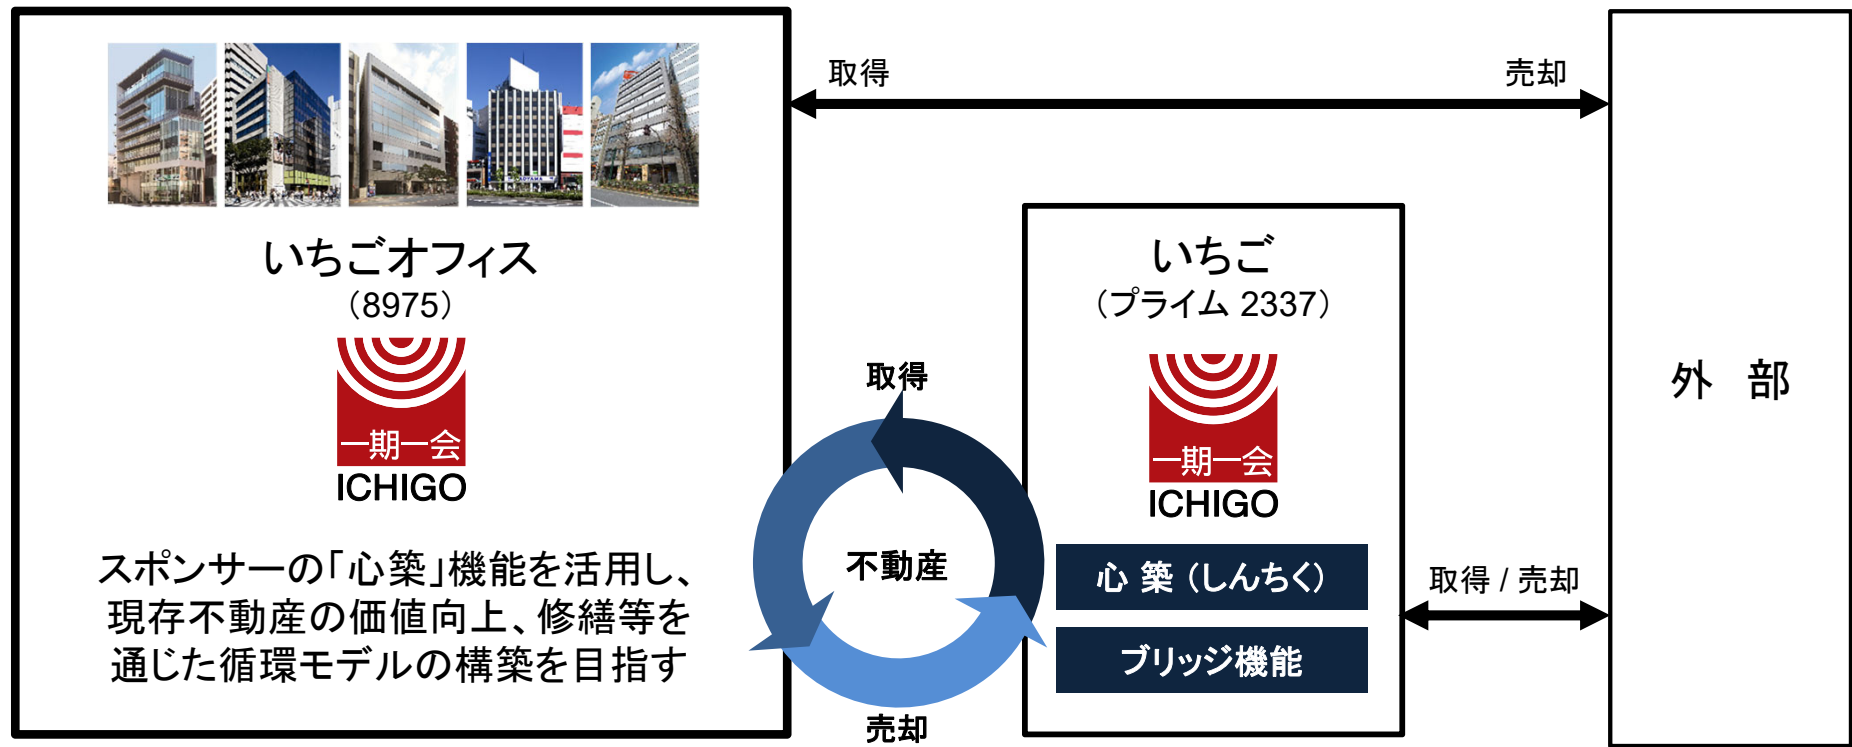 いちごオフィス
（8975）
一期一会
ICHIGO
スポンサーの「心築」機能を活用し、
現存不動産の価値向上、修繕等を
通じた循環モデルの構築を目指す
取得
売却
取得
不動産
売却
いちご
（プライム 2337）
一期一会
ICHIGO
心 築 （しんちく）
ブリッジ機能
取得 / 売却
外 部